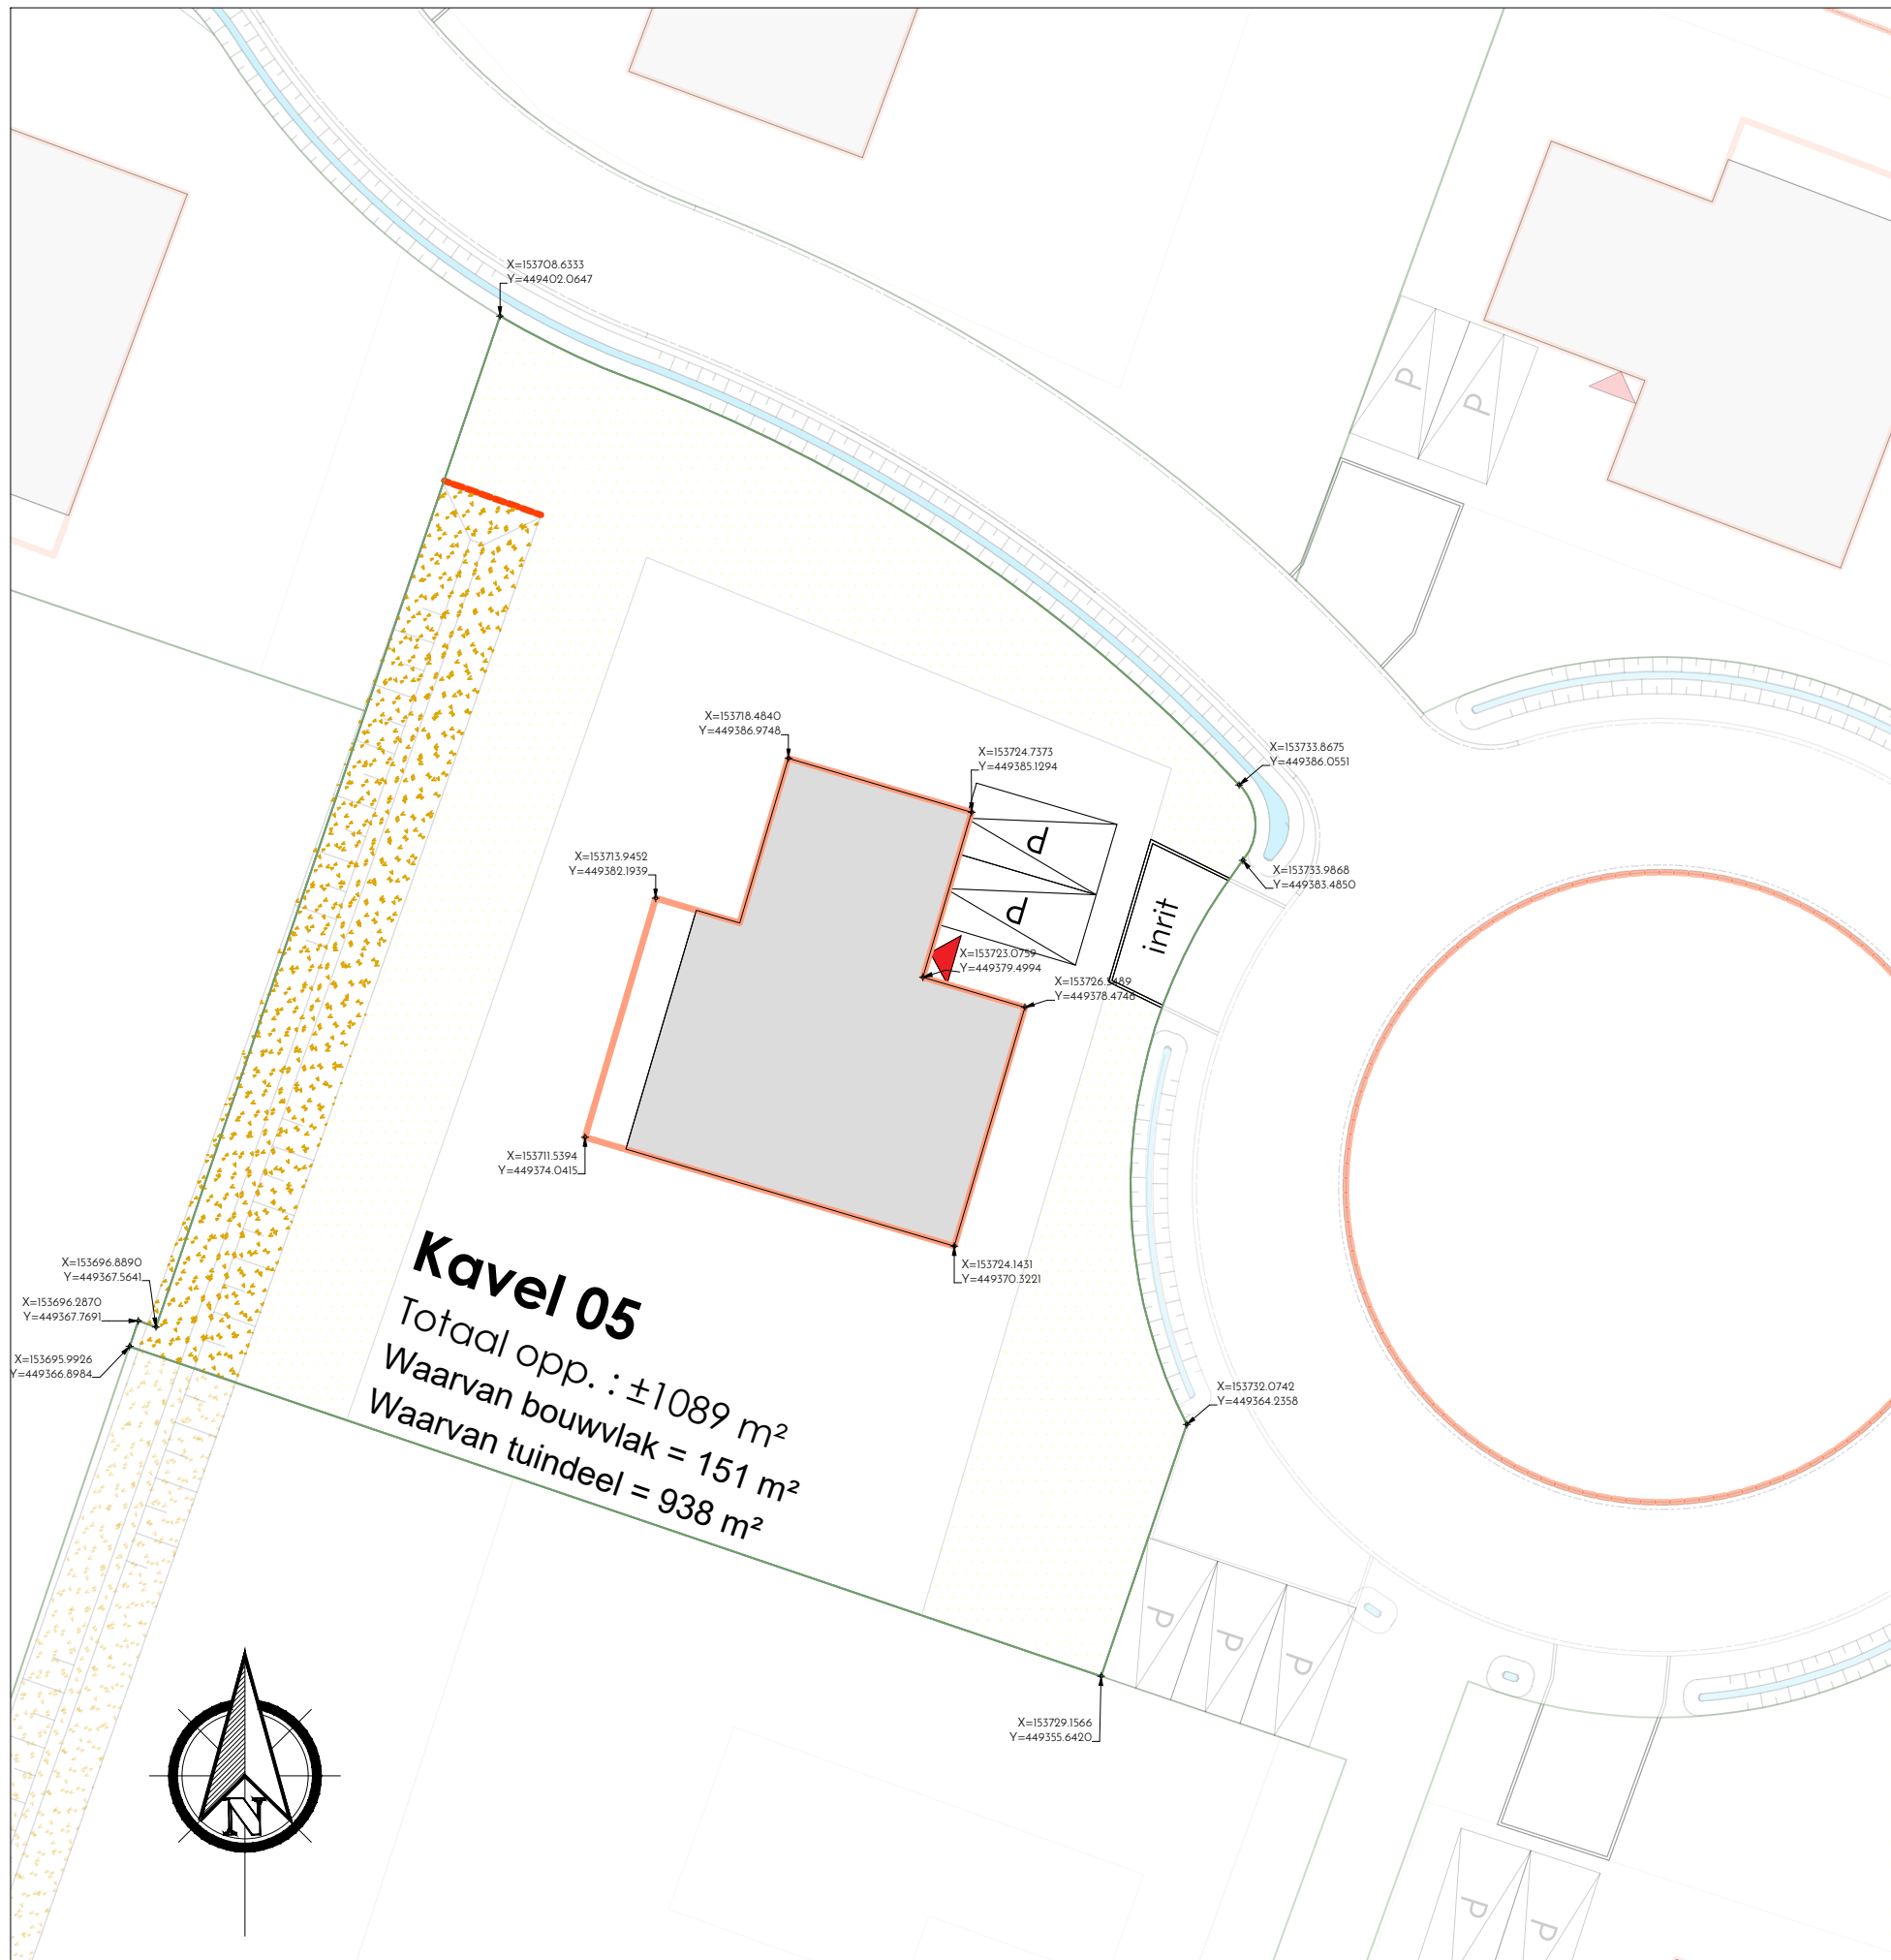 X=153708.6333
Y=449402.0647
P
P
X=153718.4840
Y=449386.9748
X=153724.7373
Y=449385.1294
X=153733.8675
Y=449386.0551
P
X=153713.9452
Y=449382.1939
X=153733.9868
Y=449383.4850
P
inrit
X=153723.0759
Y=449379.4994
Y=449378.4746
X=153711.5394
Y=449374.0415
X=153724.1431
Y=449370.3221
X=153696.8890
Y=449367.5641
X=153696.2870
Y=449367.7691
X=153695.9926
Y=449366.8984
Kavel 05
Totaal opp. : ±1089 m²
Waarvan bouwvlak = 151 m²
Waarvan tuindeel = 938 m²
X=153732.0742
Y=449364.2358
P
P
P
X=153729.1566
Y=449355.6420
N
P
P